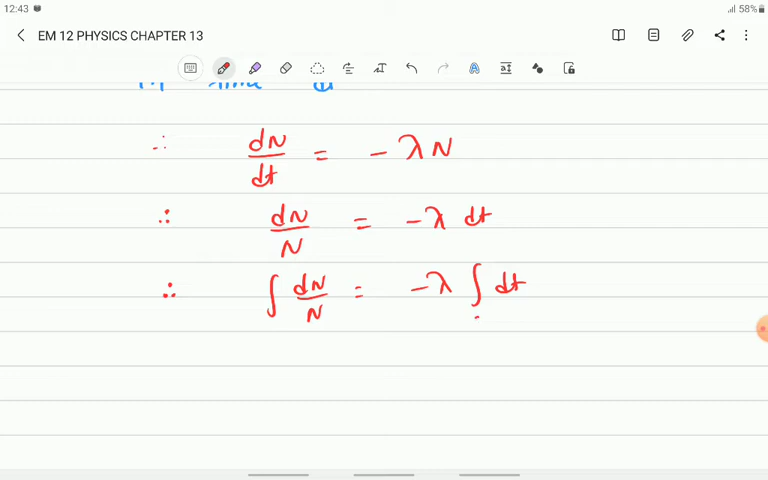 12:43
58%
EM 12 PHYSICS CHAPTER 13
∴ dN/dt = - λN
∴ dN/N = - λ dt
∴ ∫ dN/N = - λ ∫ dt